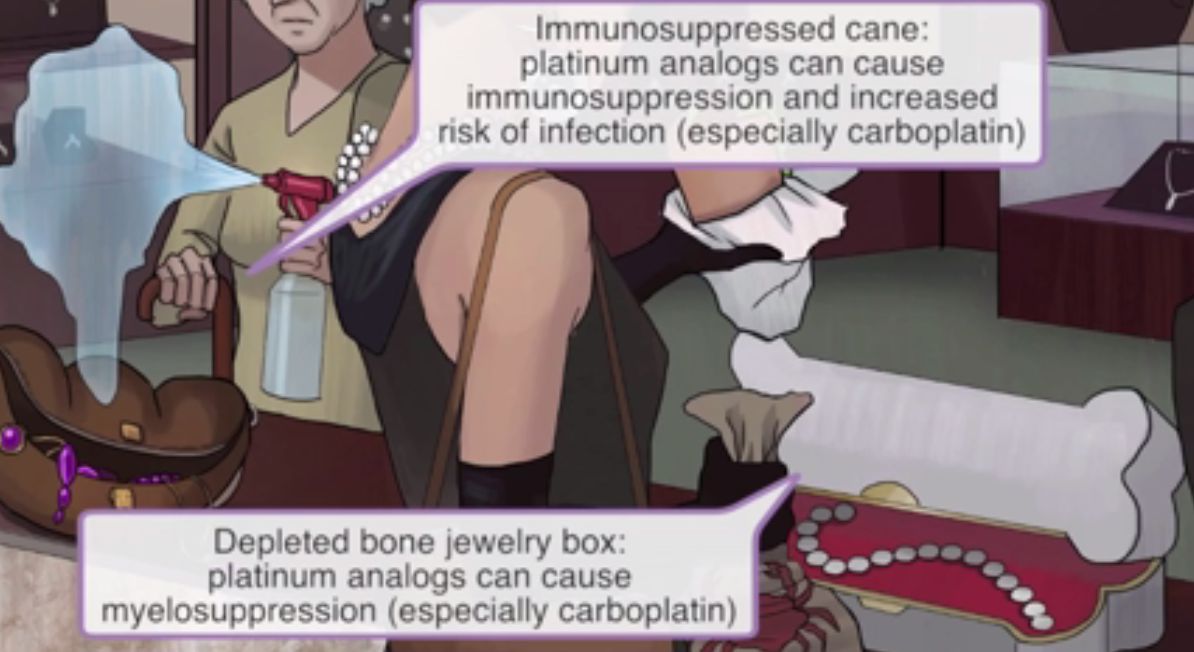 Immunosuppressed cane:
platinum analogs can cause
immunosuppression and increased
risk of infection (especially carboplatin)
Depleted bone jewelry box:
platinum analogs can cause
myelosuppression (especially carboplatin)